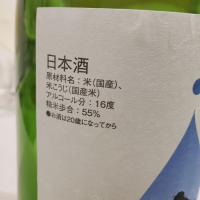 日本酒
原材料名：米（国産）、
米こうじ（国産米）
アルコール分：16度
精米歩合：55%
●お酒は20歳になってから